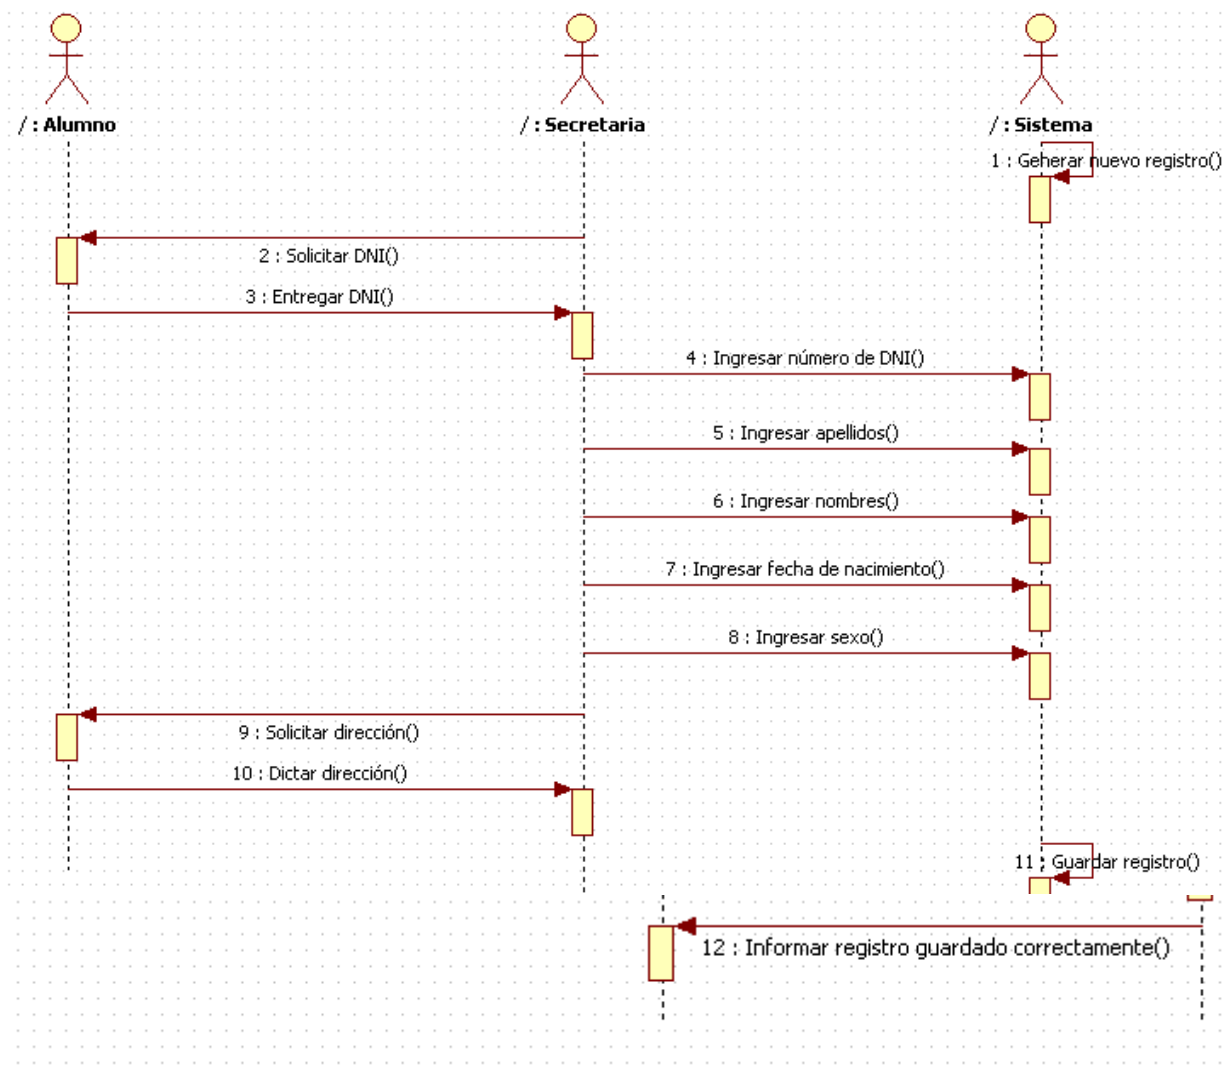 / : Alumno
/ : Secretaria
/ : Sistema
1 : Generar nuevo registro()
2 : Solicitar DNI()
3 : Entregar DNI()
4 : Ingresar número de DNI()
5 : Ingresar apellidos()
6 : Ingresar nombres()
7 : Ingresar fecha de nacimiento()
8 : Ingresar sexo()
9 : Solicitar dirección()
10 : Dictar dirección()
11 : Guardar registro()
12 : Informar registro guardado correctamente()